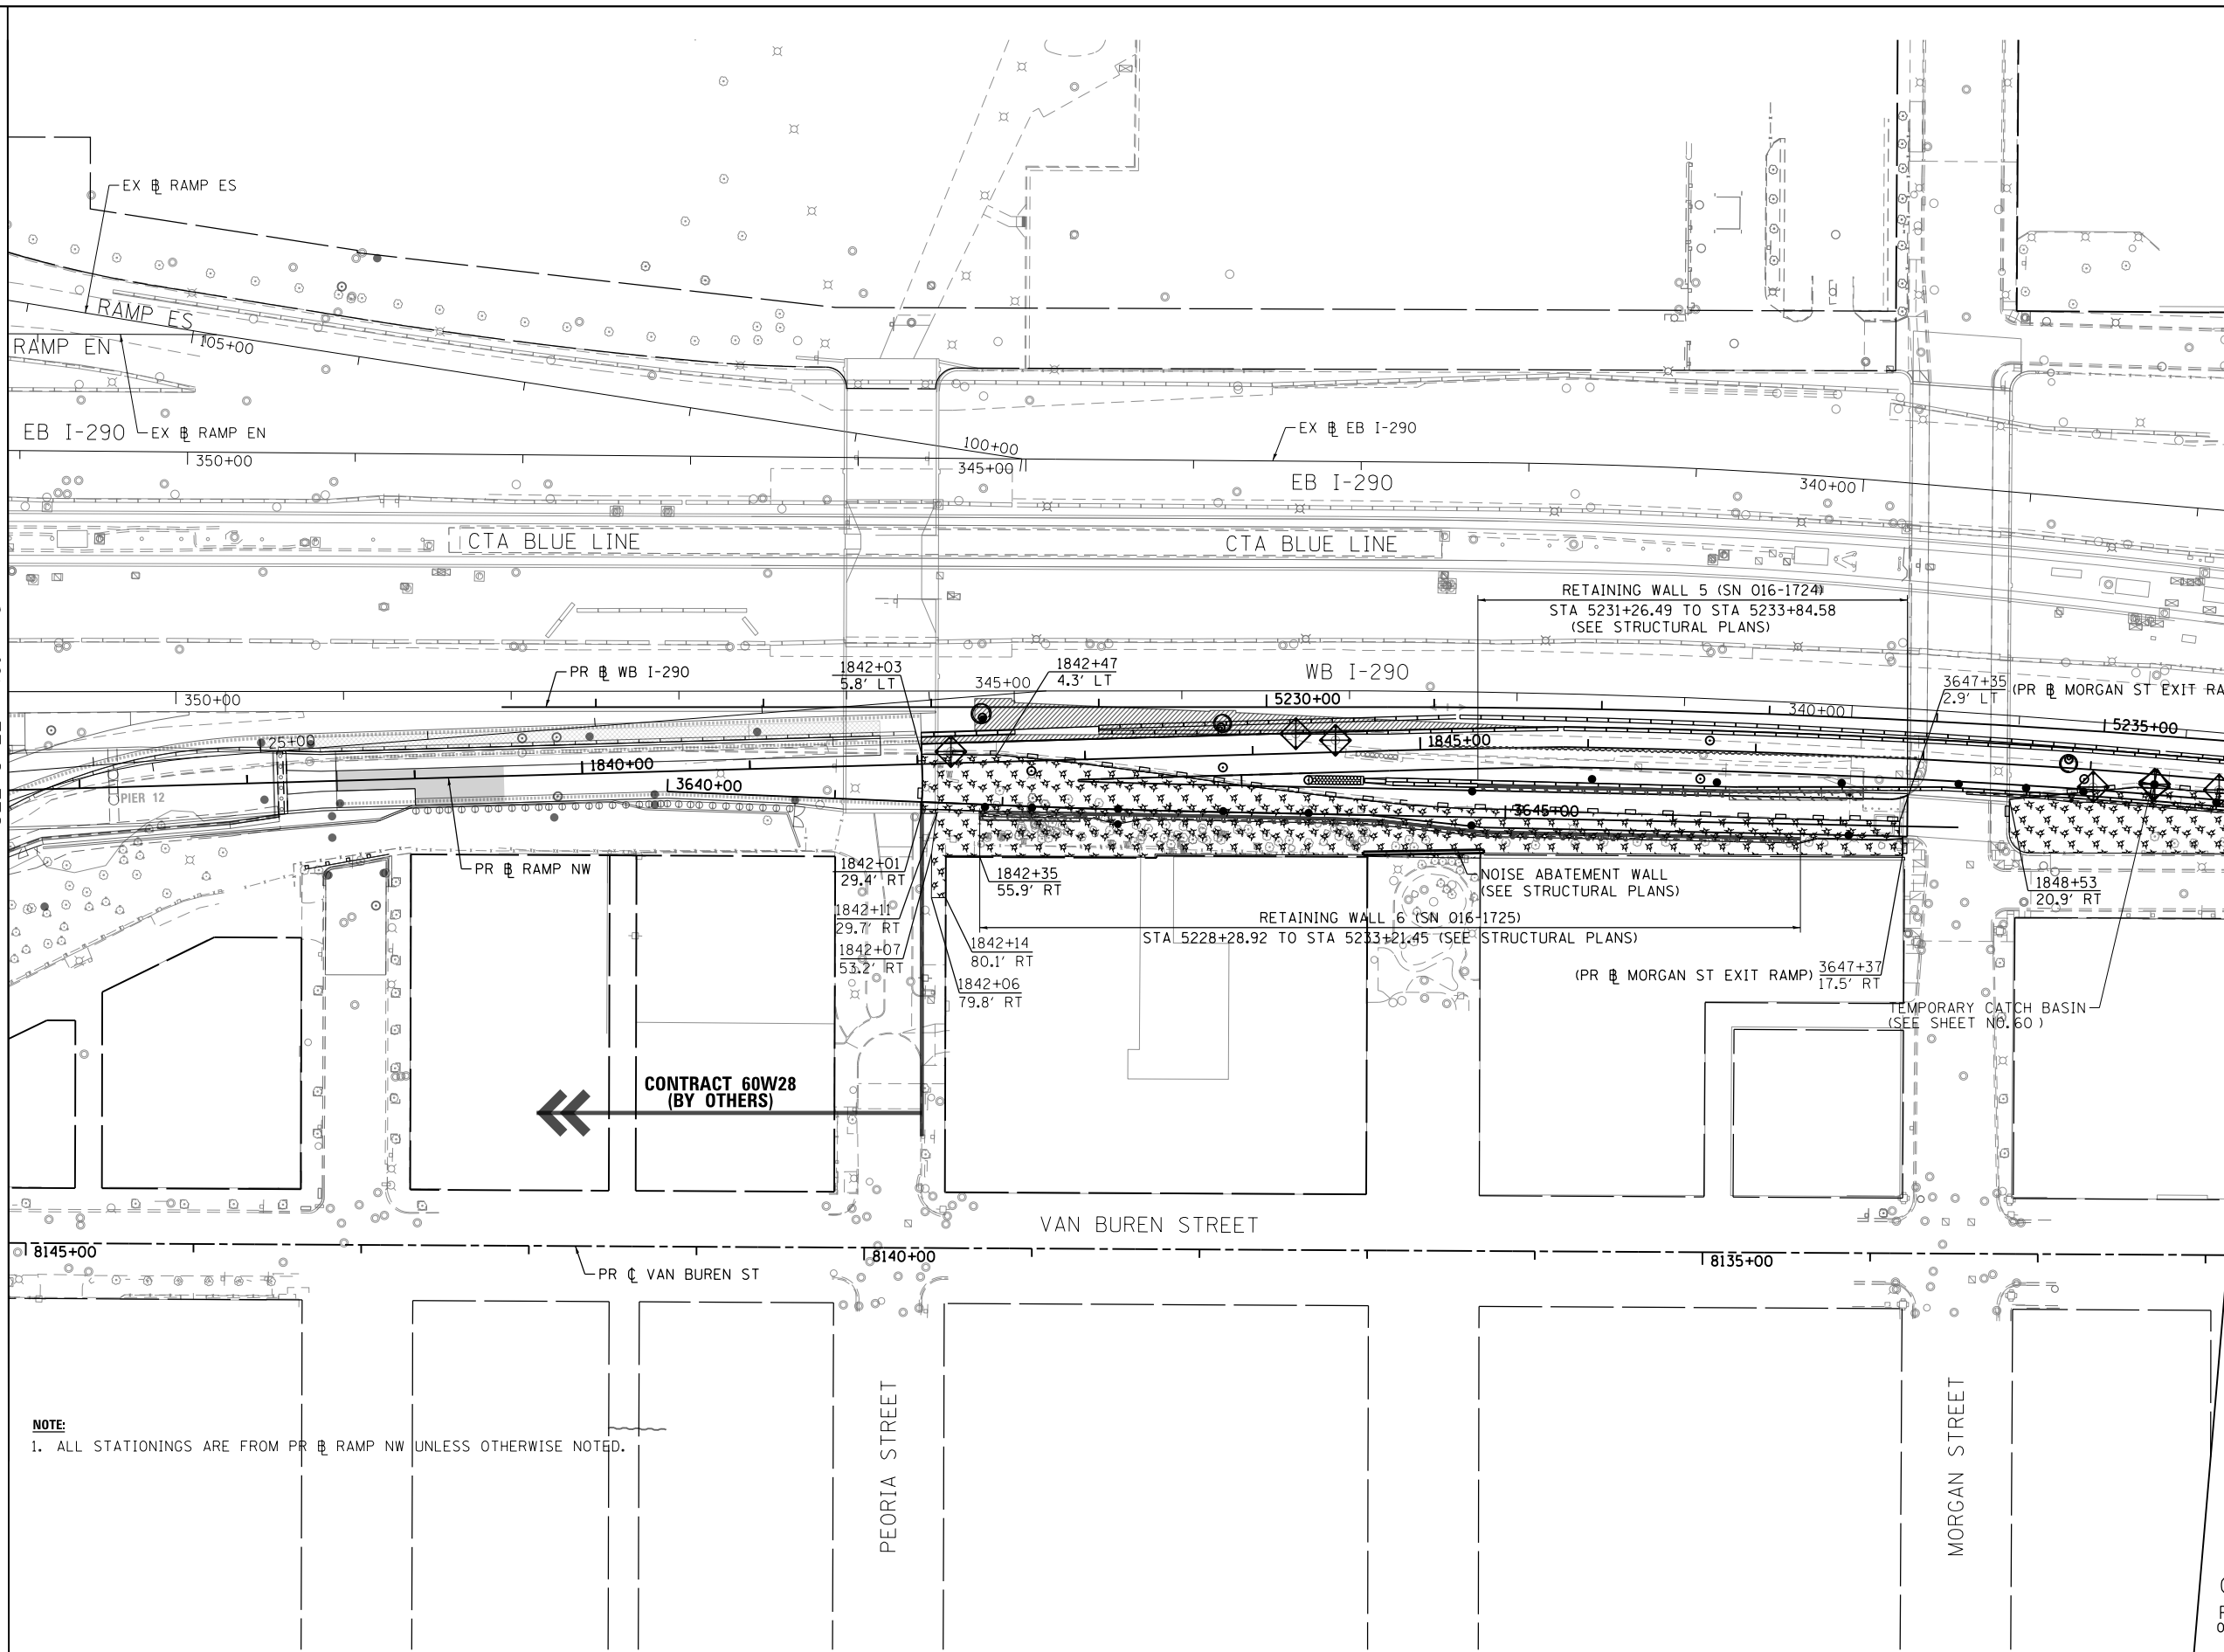 EX ⅊ RAMP ES
RAMP ES
105+00
RAMP EN
EB I-290
EX ⅊ RAMP EN
350+00
100+00
345+00
EX ⅊ EB I-290
EB I-290
340+00
CTA BLUE LINE
CTA BLUE LINE
RETAINING WALL 5 (SN 016-1724)
STA 5231+26.49 TO STA 5233+84.58
(SEE STRUCTURAL PLANS)
PR ⅊ WB I-290
1842+03
5.8' LT
1842+47
4.3' LT
WB I-290
350+00
345+00
5230+00
340+00
3647+35
2.9' LT
(PR ⅊ MORGAN ST EXIT RA
5235+00
25+00
1840+00
1845+00
PIER 12
3640+00
3645+00
PR ⅊ RAMP NW
1842+01
29.4' RT
1842+35
55.9' RT
NOISE ABATEMENT WALL
(SEE STRUCTURAL PLANS)
1848+53
20.9' RT
1842+11
29.7' RT
RETAINING WALL 6 (SN 016-1725)
STA 5228+28.92 TO STA 5233+21.45 (SEE STRUCTURAL PLANS)
1842+07
53.2' RT
1842+14
80.1' RT
1842+06
79.8' RT
(PR ⅊ MORGAN ST EXIT RAMP)
3647+37
17.5' RT
TEMPORARY CATCH BASIN
(SEE SHEET NO. 60 )
CONTRACT 60W28
(BY OTHERS)
VAN BUREN STREET
8145+00
8140+00
8135+00
PR ℄ VAN BUREN ST
PEORIA STREET
MORGAN STREET
NOTE:
1. ALL STATIONINGS ARE FROM PR ⅊ RAMP NW UNLESS OTHERWISE NOTED.